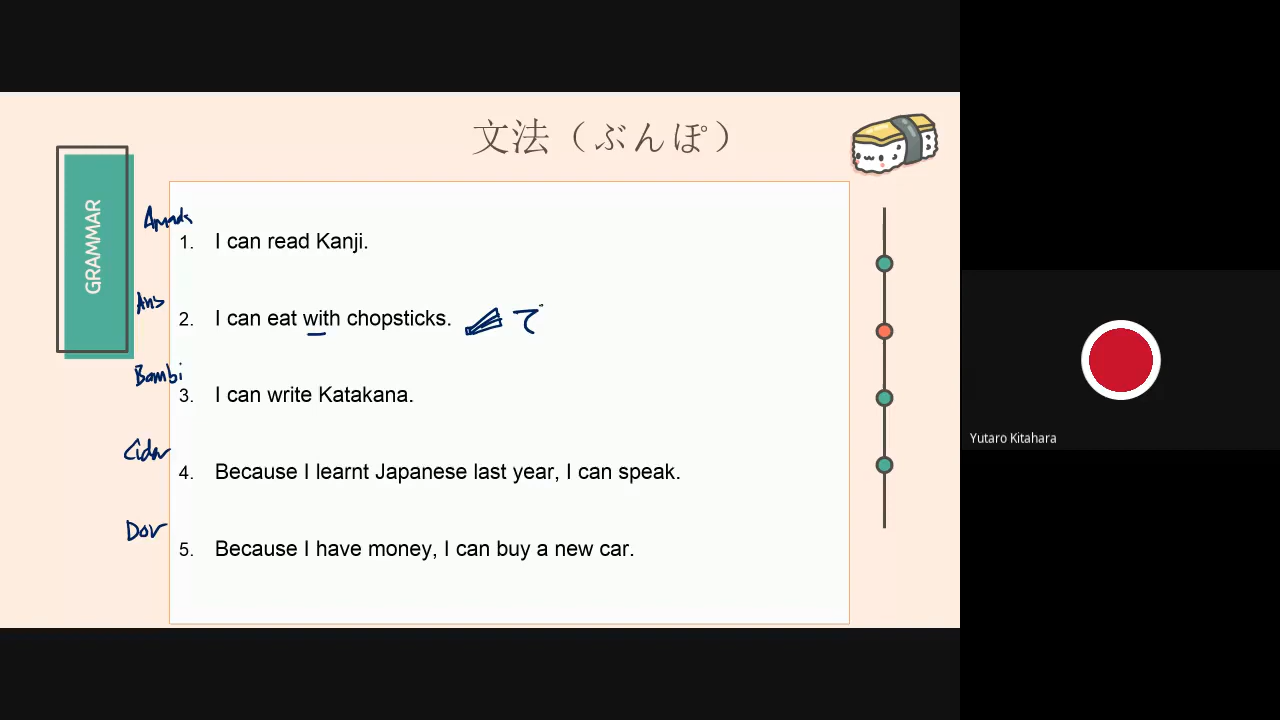 文法（ぶんぽ）
GRAMMAR
1. I can read Kanji.
Ans
2. I can eat with chopsticks. で
Bambi
3. I can write Katakana.
4. Because I learnt Japanese last year, I can speak.
5. Because I have money, I can buy a new car.
Yutaro Kitahara